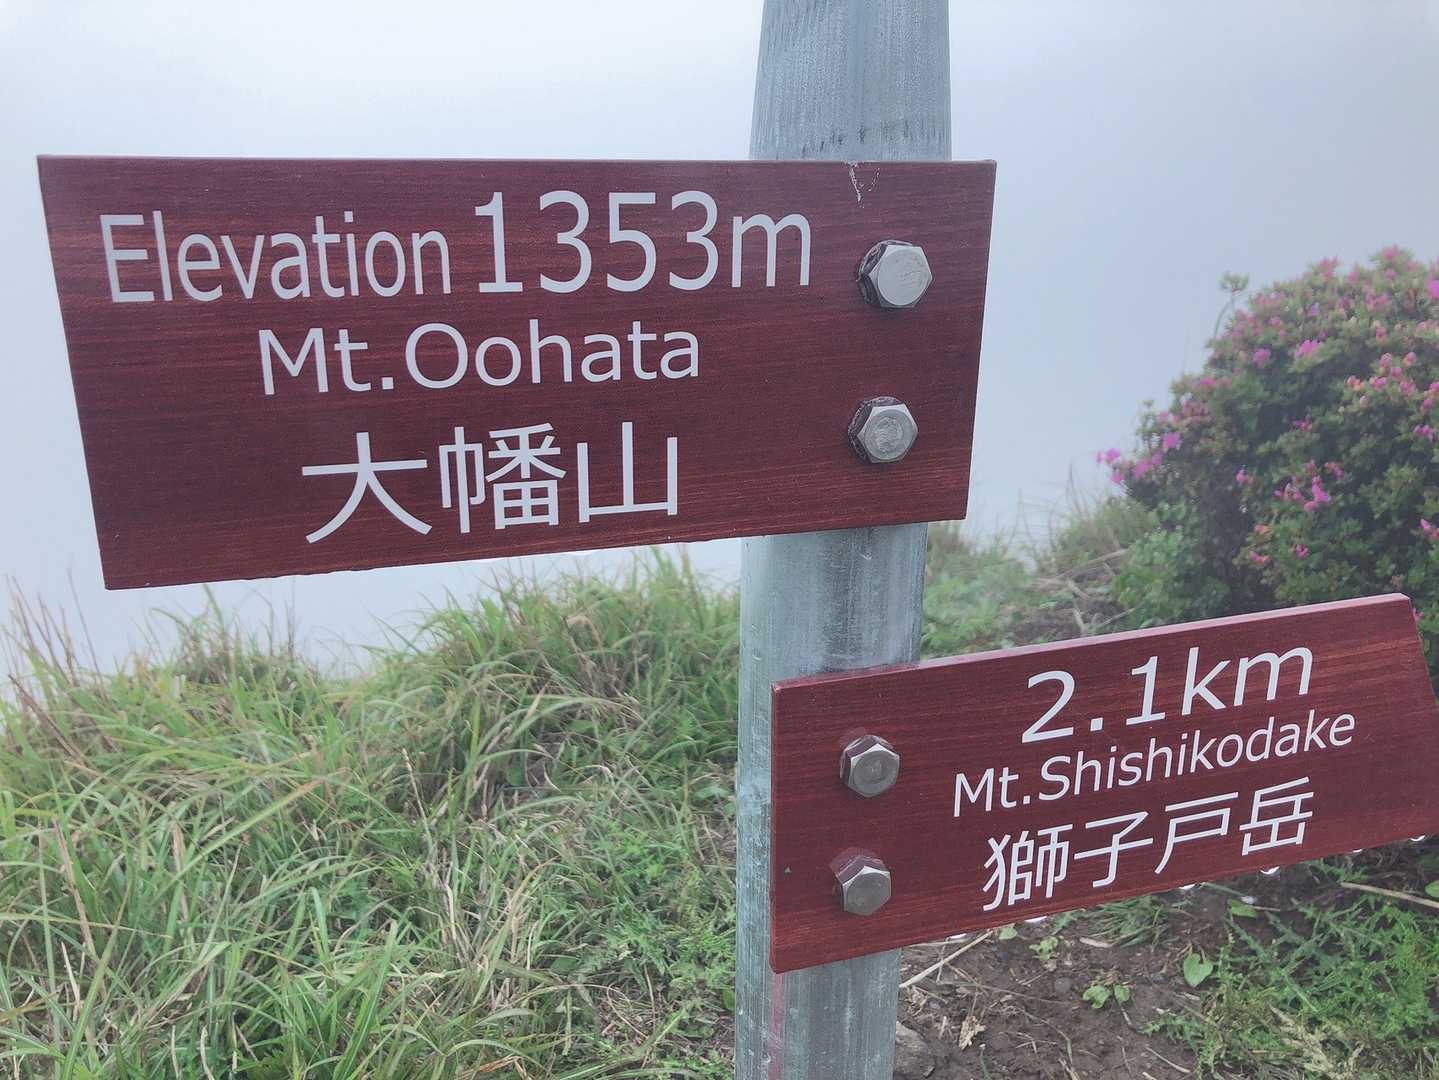 Elevation 1353m
Mt.Oohata
大幡山
2.1km
Mt.Shishikodake
獅子戸岳